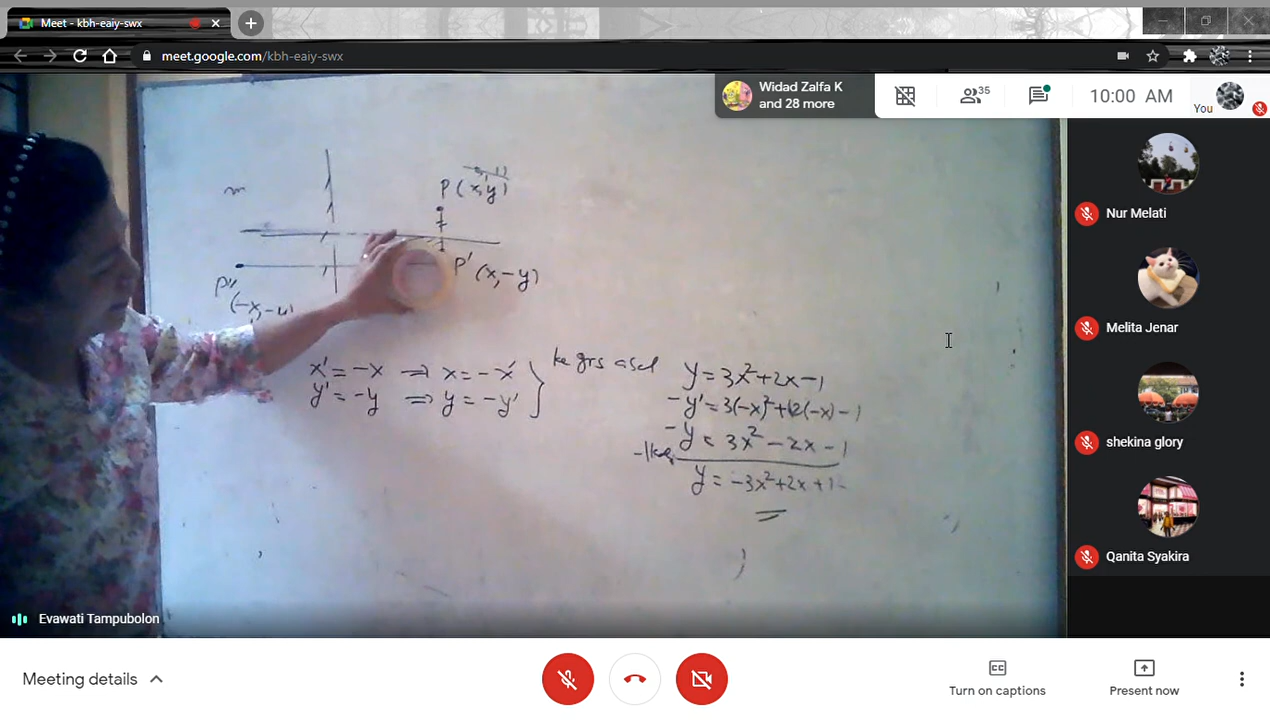 Meet - kbh-eaiy-swx
meet.google.com/kbh-eaiy-swx
Widad Zalfa K
and 28 more
35
10:00 AM
You
m
P(x,y)
P'(x,-y)
P''
(-x,-y)
x' = -x ⇒ x = -x'
y' = -y ⇒ y = -y'
ke grs asal
y = 3x²+2x-1
-y' = 3(-x)²+2(-x)-1
-y = 3x²-2x-1
y = -3x²+2x+1
Nur Melati
Melita Jenar
shekina glory
Qanita Syakira
Evawati Tampubolon
Meeting details
Turn on captions
Present now